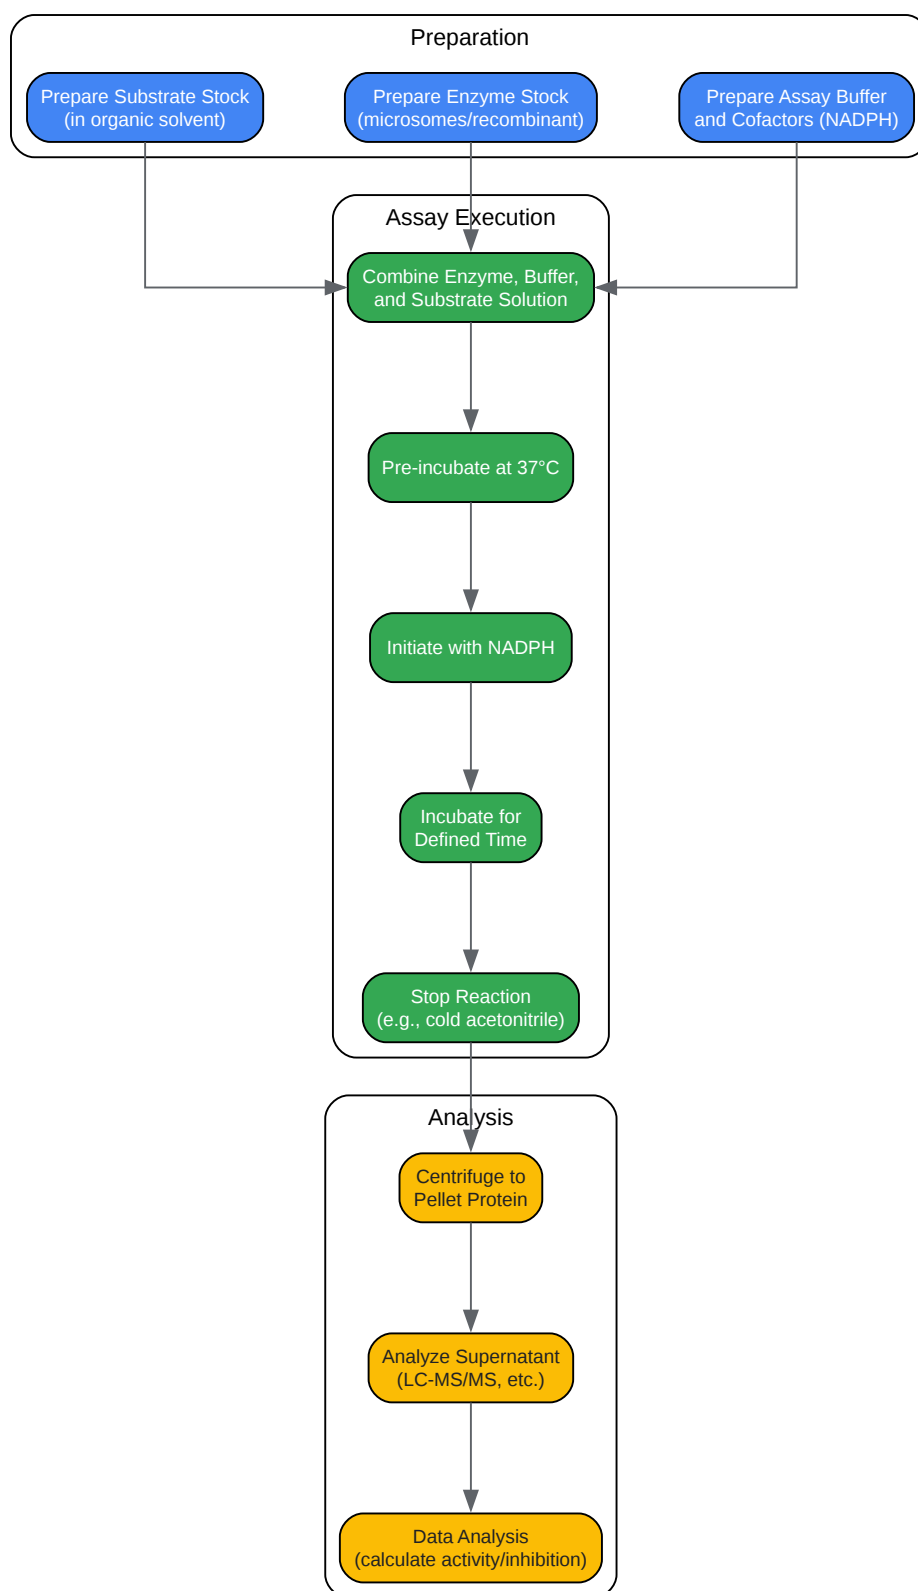 Preparation
Prepare Substrate Stock
(in organic solvent)
Prepare Enzyme Stock
(microsomes/recombinant)
Prepare Assay Buffer
and Cofactors (NADPH)
Assay Execution
Combine Enzyme, Buffer,
and Substrate Solution
Pre-incubate at 37°C
Initiate with NADPH
Incubate for
Defined Time
Stop Reaction
(e.g., cold acetonitrile)
Analysis
Centrifuge to
Pellet Protein
Analyze Supernatant
(LC-MS/MS, etc.)
Data Analysis
(calculate activity/inhibition)